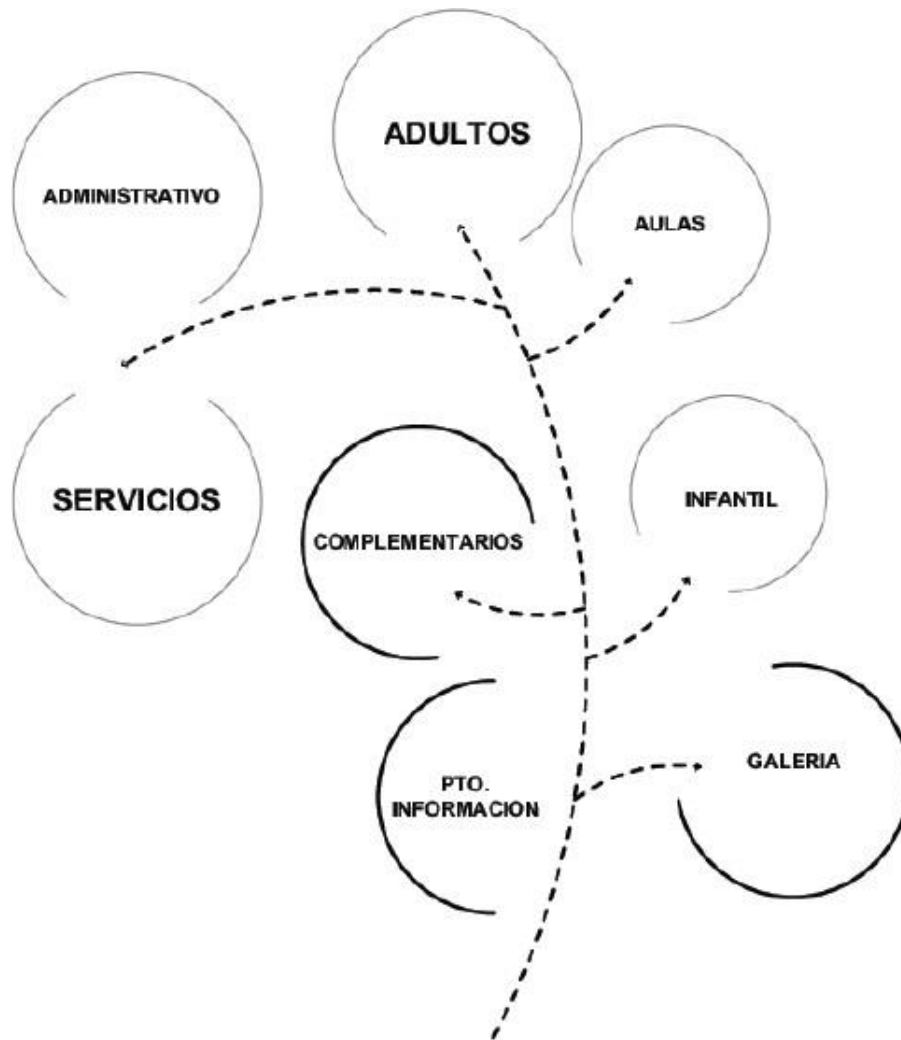 ADULTOS
ADMINISTRATIVO
AULAS
SERVICIOS
INFANTIL
COMPLEMENTARIOS
GALERIA
PTO.
INFORMACION